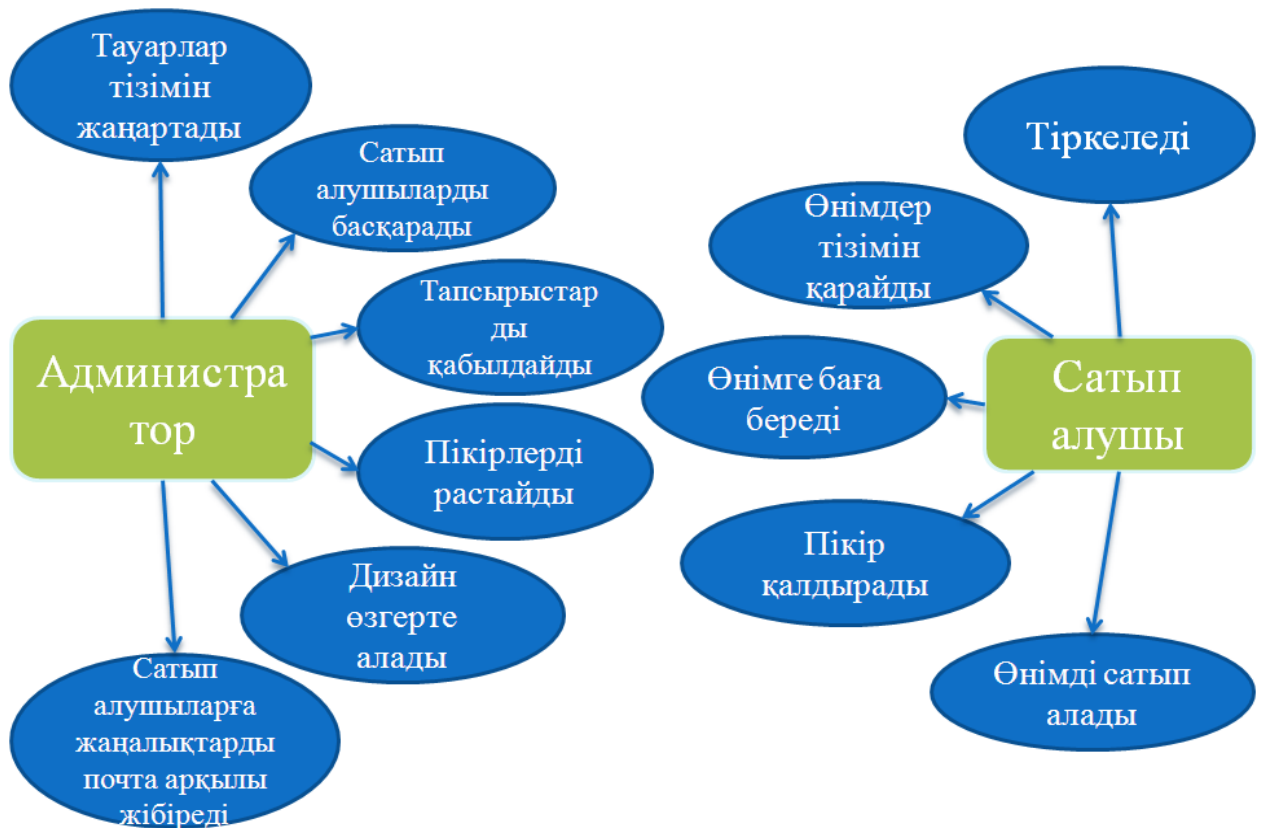 Тауарлар
тізімін
жаңартады
Сатып
алушыларды
басқарады
Тапсырыстар
ды
қабылдайды
Администра
тор
Пікірлерді
растайды
Дизайн
өзгерте
алады
Сатып
алушыларға
жаңалықтарды
почта арқылы
жібіреді
Тіркеледі
Өнімдер
тізімін
қарайды
Өнімге баға
береді
Сатып
алушы
Пікір
қалдырады
Өнімді сатып
алады